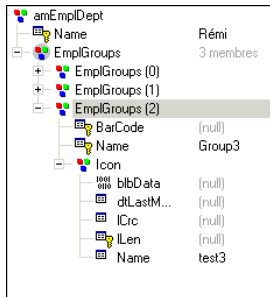 amEmplDept
Name Rémi
EmplGroups 3 membres
EmplGroups (0)
EmplGroups (1)
EmplGroups (2)
BarCode (null)
Name Group3
Icon
blbData (null)
dtLastM... (null)
lCrc (null)
lLen (null)
Name test3